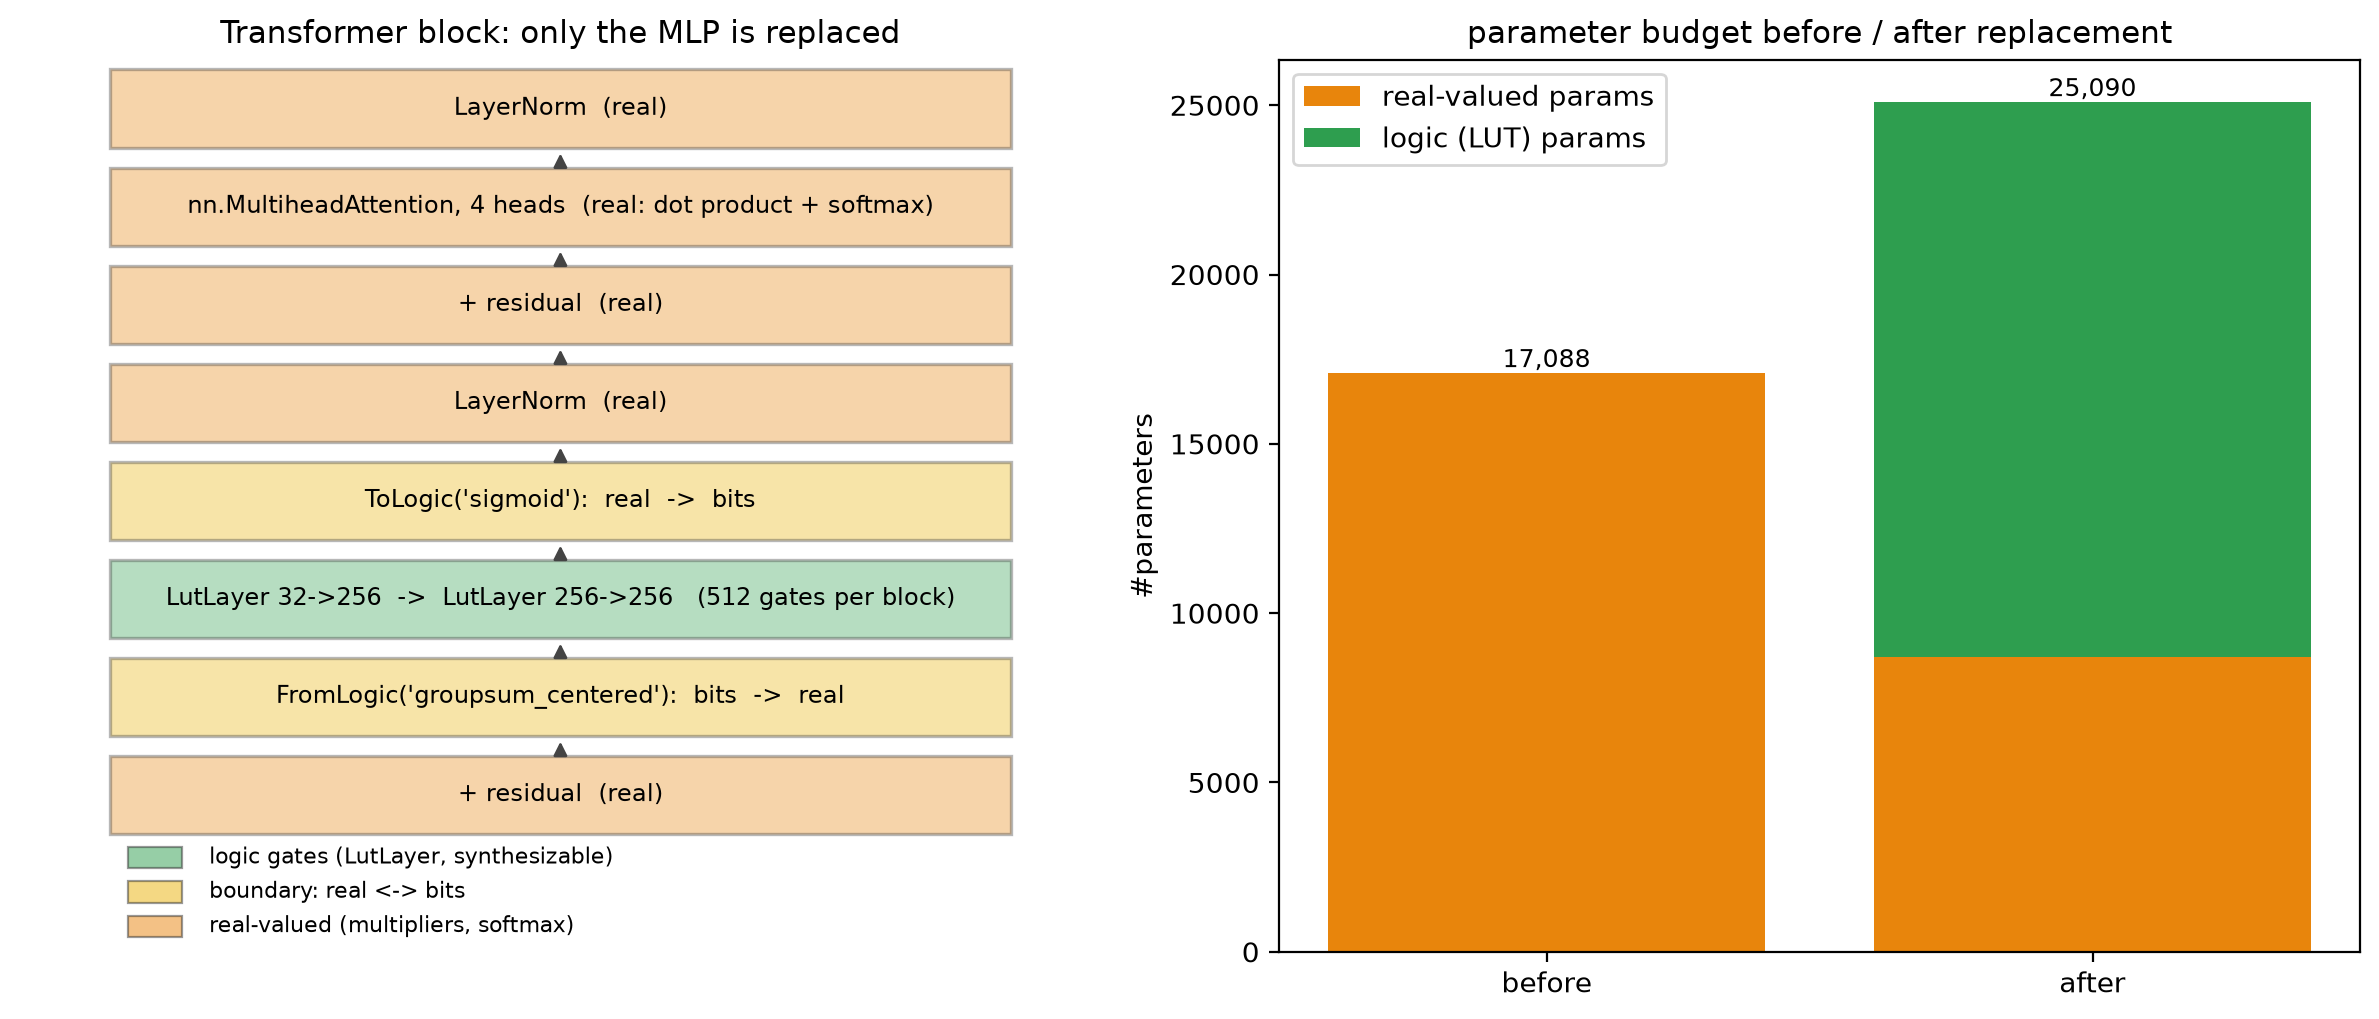 Transformer block: only the MLP is replaced
LayerNorm (real)
nn.MultiheadAttention, 4 heads (real: dot product + softmax)
+ residual (real)
LayerNorm (real)
ToLogic('sigmoid'): real -> bits
LutLayer 32->256 -> LutLayer 256->256 (512 gates per block)
FromLogic('groupsum_centered'): bits -> real
+ residual (real)
logic gates (LutLayer, synthesizable)
boundary: real <-> bits
real-valued (multipliers, softmax)
parameter budget before / after replacement
real-valued params
logic (LUT) params
25,090
17,088
#parameters
25000
20000
15000
10000
5000
0
before
after